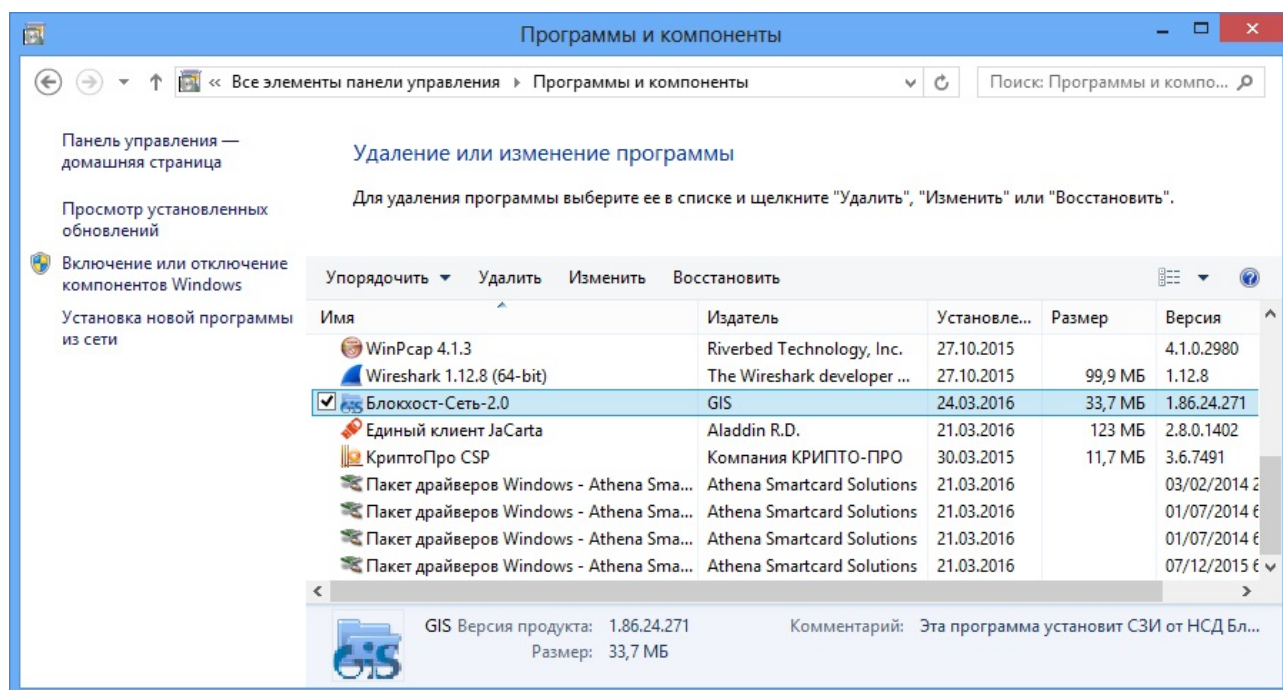 Программы и компоненты
« Все элементы панели управления Программы и компоненты
Поиск: Программы и компо...
Панель управления —
домашняя страница
Просмотр установленных
обновлений
Включение или отключение
компонентов Windows
Установка новой программы
из сети
Удаление или изменение программы
Для удаления программы выберите ее в списке и щелкните "Удалить", "Изменить" или "Восстановить".
Упорядочить Удалить Изменить Восстановить
Имя Издатель Установле... Размер Версия
WinPcap 4.1.3 Riverbed Technology, Inc. 27.10.2015 4.1.0.2980
Wireshark 1.12.8 (64-bit) The Wireshark developer ... 27.10.2015 99,9 МБ 1.12.8
Блокхост-Сеть-2.0 GIS 24.03.2016 33,7 МБ 1.86.24.271
Единый клиент JaCarta Aladdin R.D. 21.03.2016 123 МБ 2.8.0.1402
КриптоПро CSP Компания КРИПТО-ПРО 30.03.2015 11,7 МБ 3.6.7491
Пакет драйверов Windows - Athena Sma... Athena Smartcard Solutions 21.03.2016 03/02/2014 2
Пакет драйверов Windows - Athena Sma... Athena Smartcard Solutions 21.03.2016 01/07/2014 6
Пакет драйверов Windows - Athena Sma... Athena Smartcard Solutions 21.03.2016 01/07/2014 6
Пакет драйверов Windows - Athena Sma... Athena Smartcard Solutions 21.03.2016 07/12/2015 6
GIS Версия продукта: 1.86.24.271 Комментарий: Эта программа установит СЗИ от НСД Бл...
Размер: 33,7 МБ
GiS